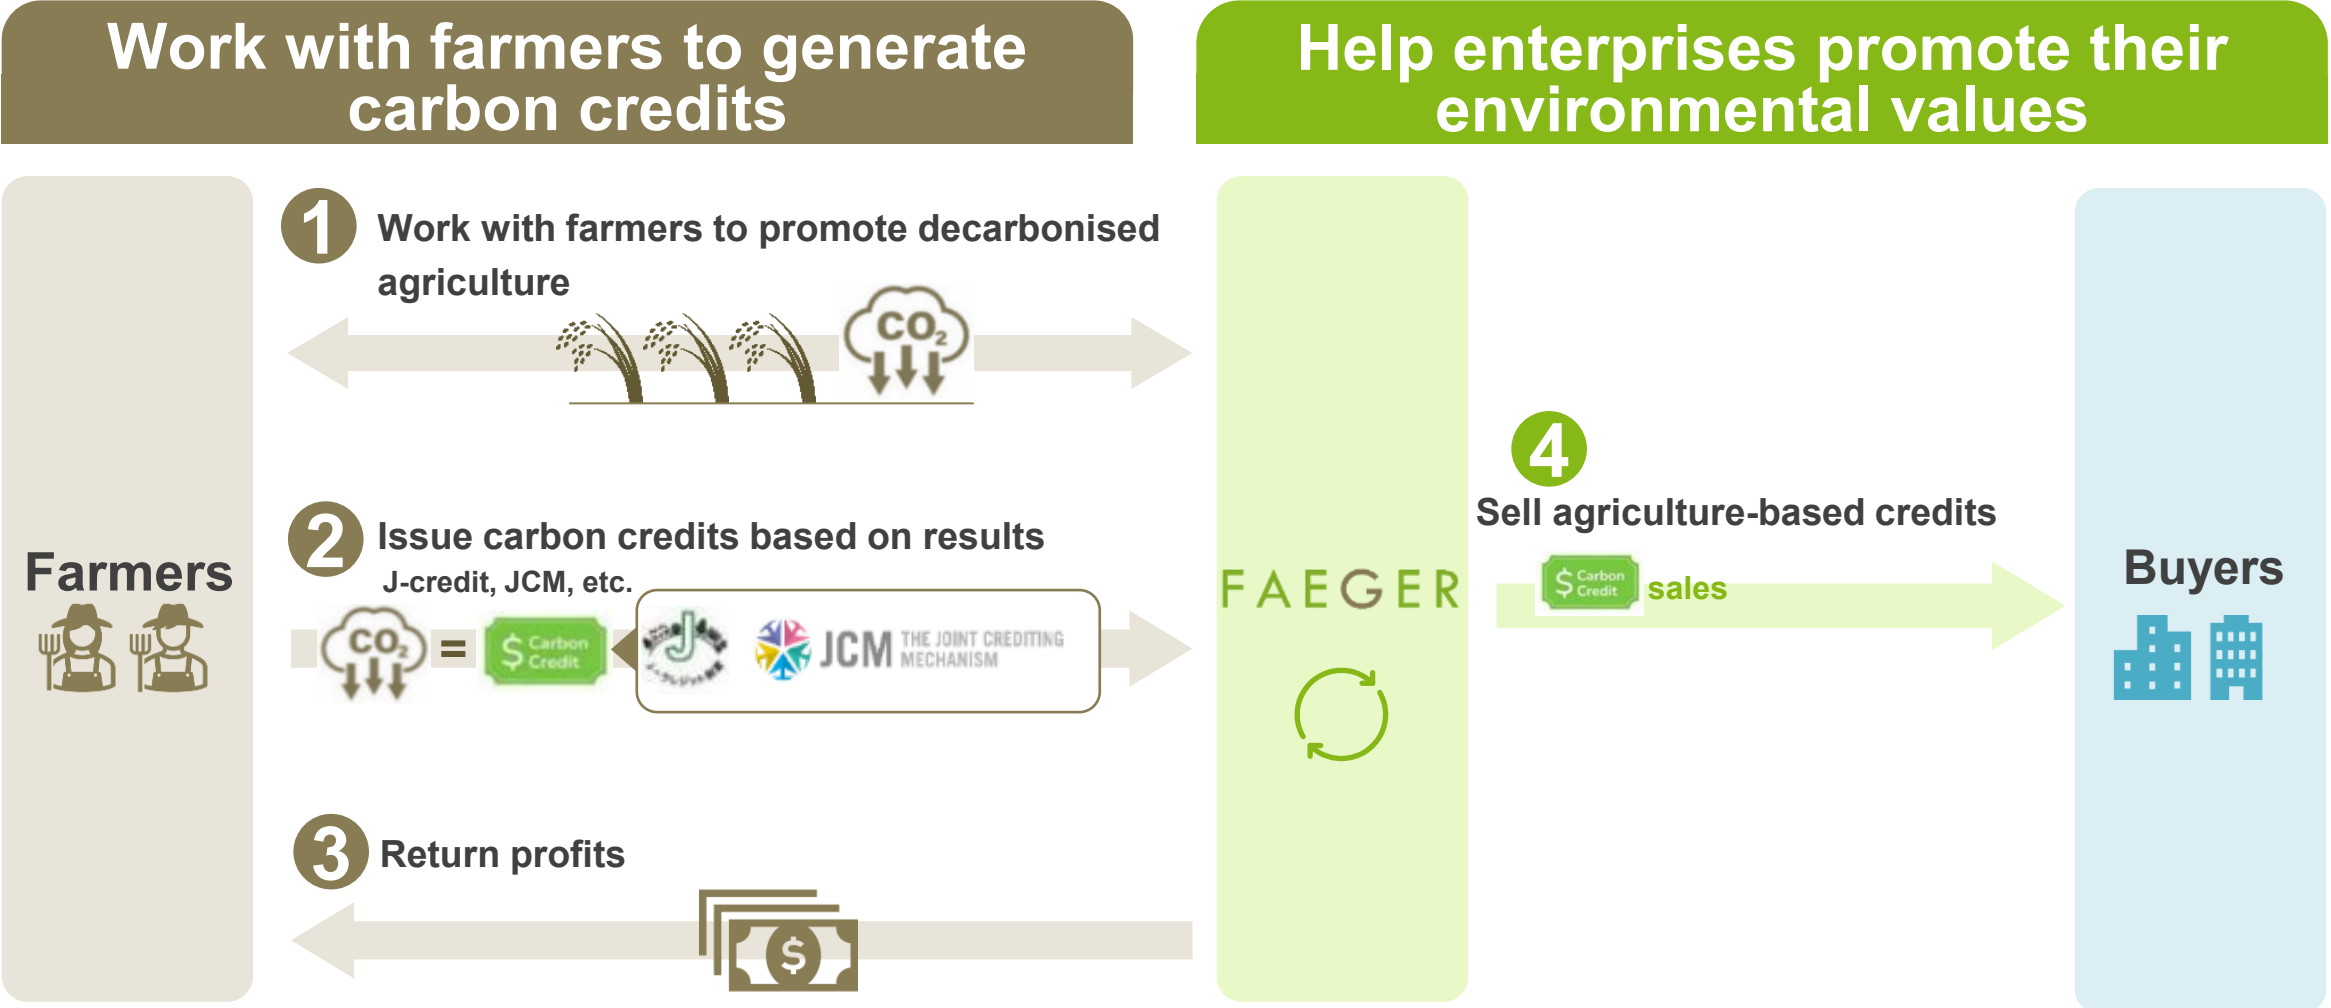 Work with farmers to generate
carbon credits
Help enterprises promote their
environmental values
1
Work with farmers to promote decarbonised
agriculture
CO2
2
Issue carbon credits based on results
J-credit, JCM, etc.
CO2
=
$ Carbon
Credit
J
JCM THE JOINT CREDITING
MECHANISM
3
Return profits
$
Farmers
FAEGER
4
Sell agriculture-based credits
$ Carbon
Credit
sales
Buyers